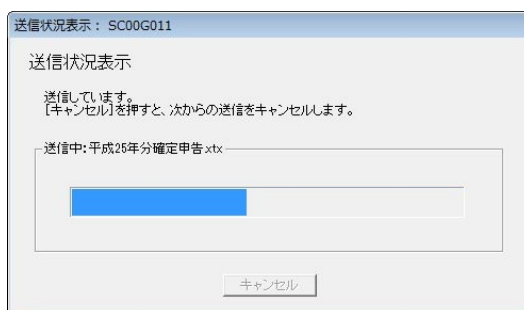 送信状況表示： SC00G011
送信状況表示
送信しています。
［キャンセル］を押すと、次からの送信をキャンセルします。
送信中：平成25年分確定申告.xtx
キャンセル